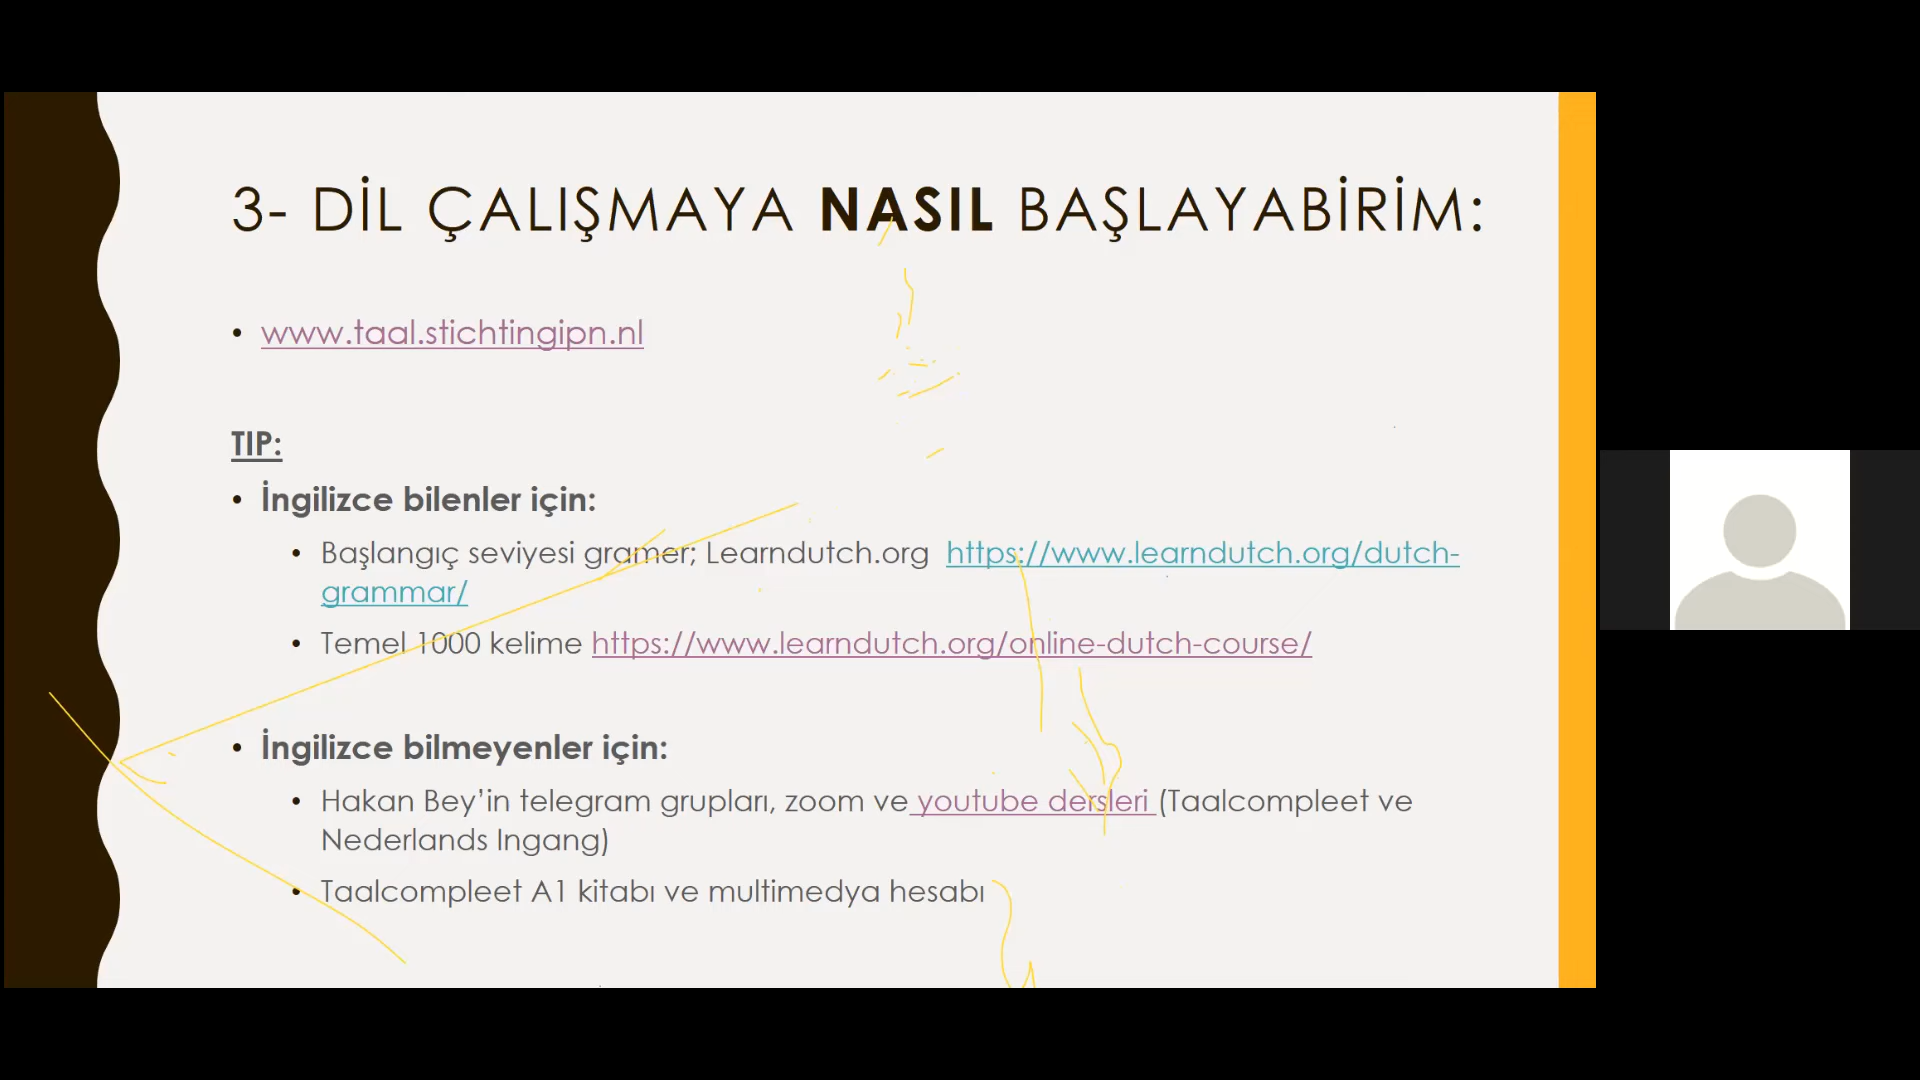 3- DİL ÇALIŞMAYA NASIL BAŞLAYABİRİM:
• www.taal.stichtingipn.nl
TIP:
• İngilizce bilenler için:
• Başlangıç seviyesi gramer; Learndutch.org https://www.learndutch.org/dutch-
grammar/
• Temel 1000 kelime https://www.learndutch.org/online-dutch-course/
• İngilizce bilmeyenler için:
• Hakan Bey’in telegram grupları, zoom ve youtube dersleri (Taalcompleet ve
Nederlands Ingang)
• Taalcompleet A1 kitabı ve multimedya hesabı